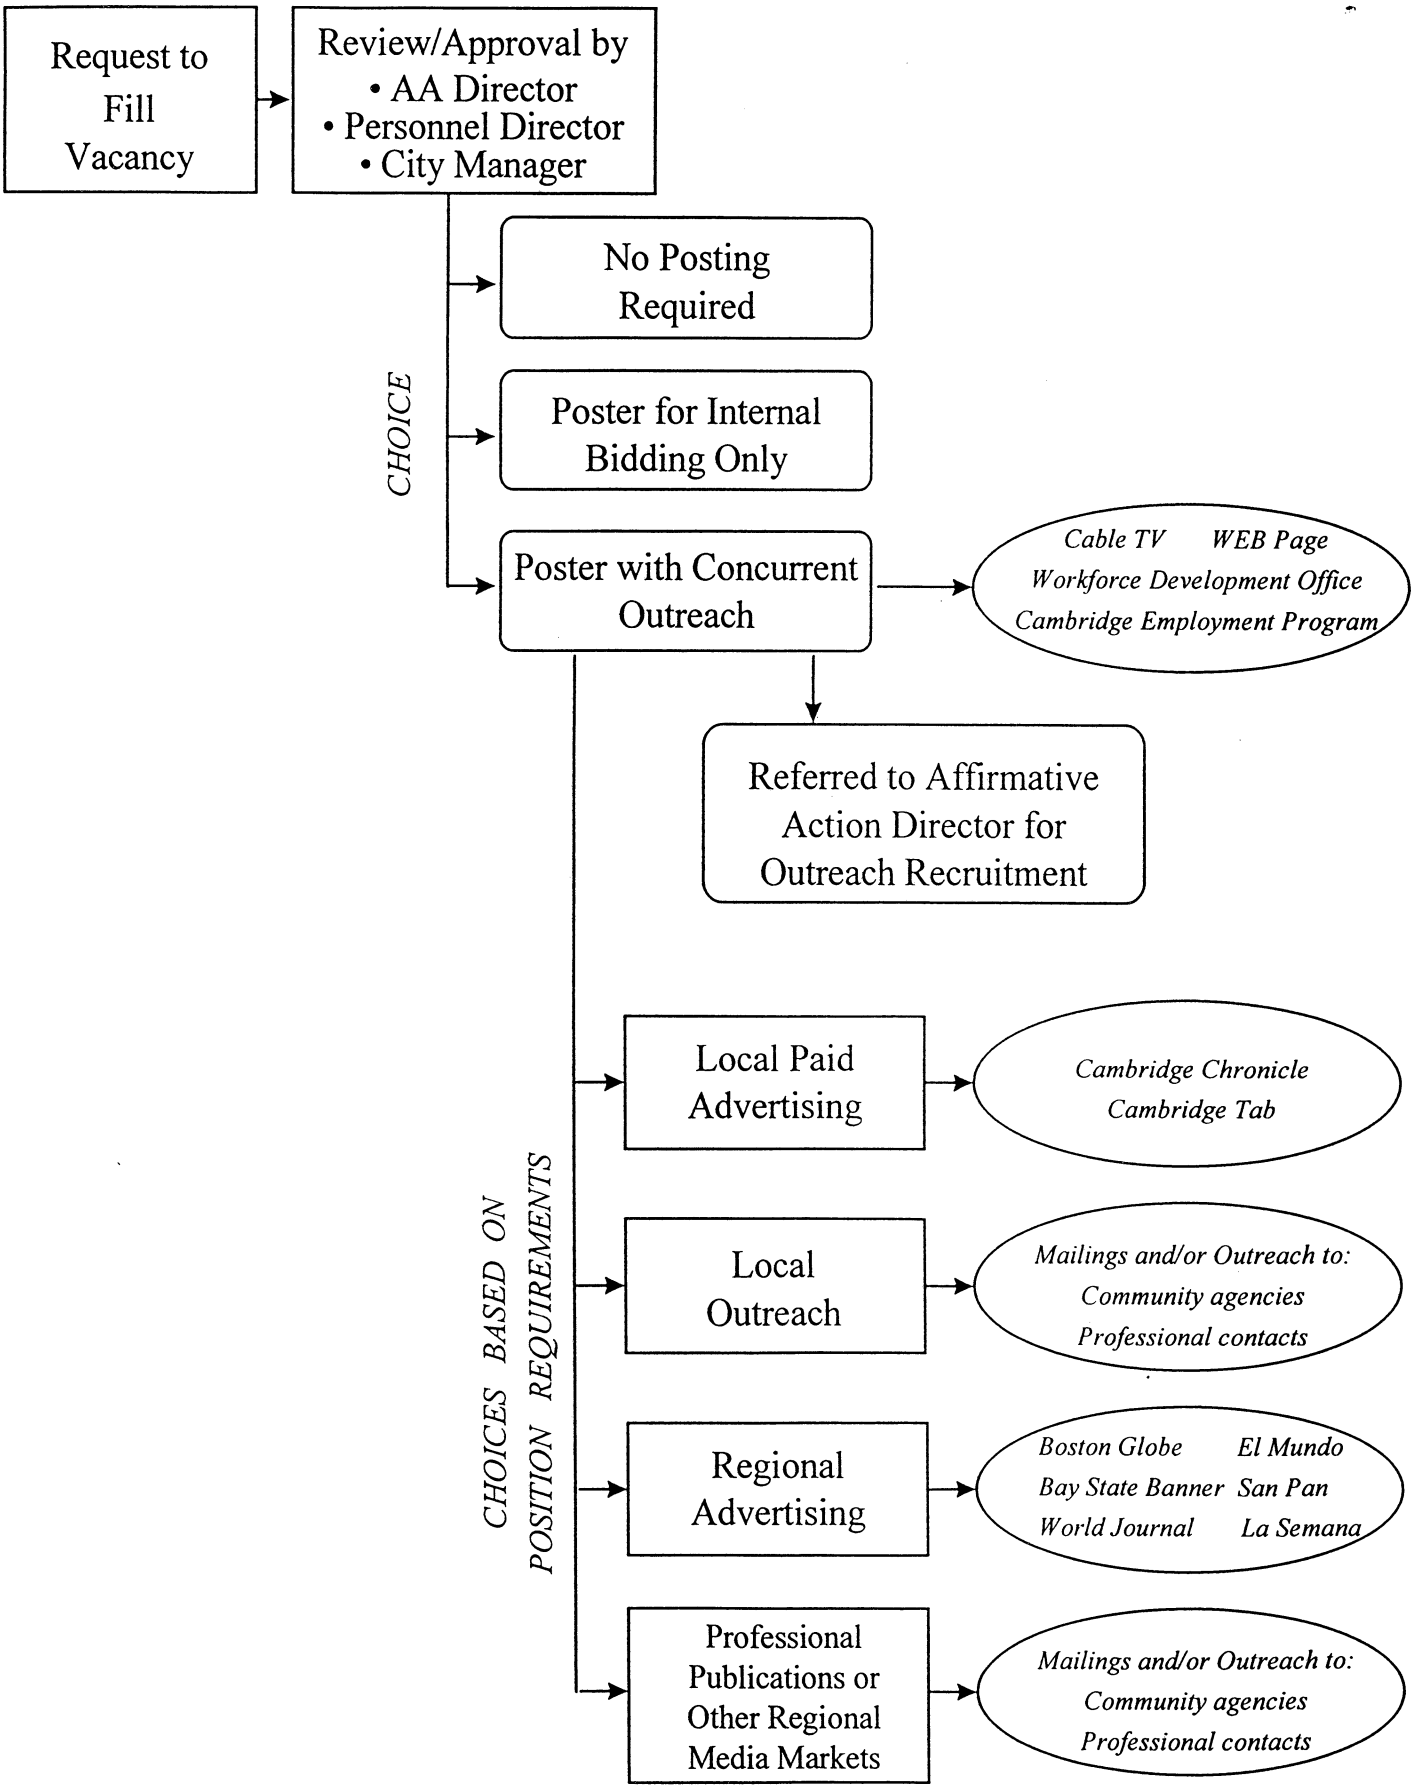 Request to
Fill
Vacancy
Review/Approval by
• AA Director
• Personnel Director
• City Manager
CHOICE
No Posting
Required
Poster for Internal
Bidding Only
Poster with Concurrent
Outreach
Cable TV WEB Page
Workforce Development Office
Cambridge Employment Program
Referred to Affirmative
Action Director for
Outreach Recruitment
CHOICES BASED ON
POSITION REQUIREMENTS
Local Paid
Advertising
Cambridge Chronicle
Cambridge Tab
Local
Outreach
Mailings and/or Outreach to:
Community agencies
Professional contacts
Regional
Advertising
Boston Globe El Mundo
Bay State Banner San Pan
World Journal La Semana
Professional
Publications or
Other Regional
Media Markets
Mailings and/or Outreach to:
Community agencies
Professional contacts